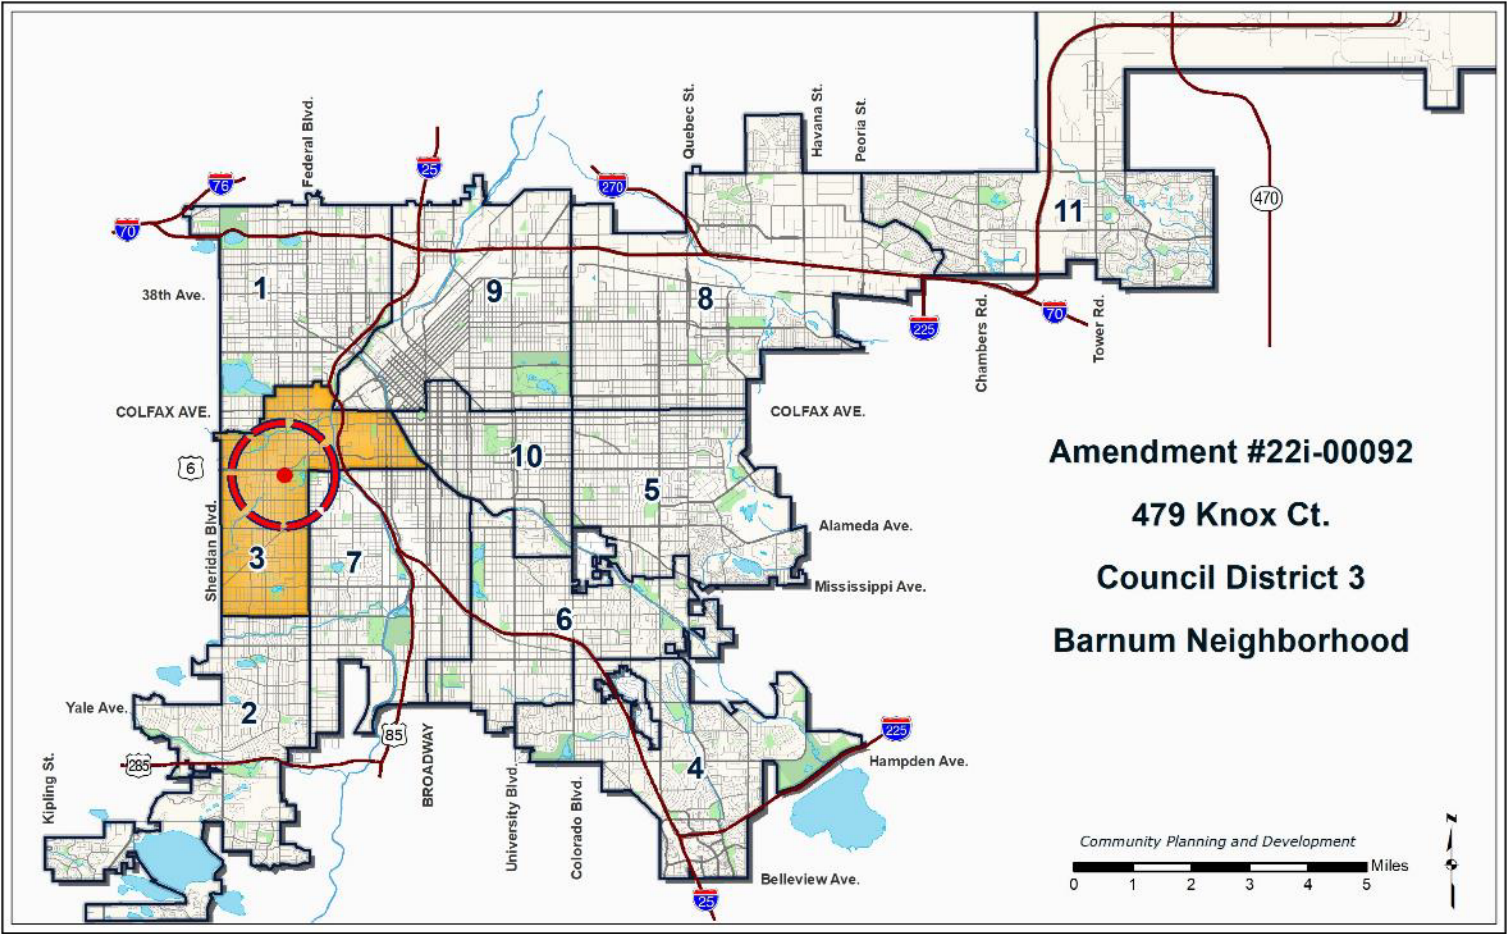 Federal Blvd.
Quebec St.
Havana St.
Peoria St.
76
25
270
70
11
470
38th Ave.
1
9
8
225
70
Chambers Rd.
Tower Rd.
COLFAX AVE.
COLFAX AVE.
6
10
5
Amendment #22i-00092
479 Knox Ct.
Council District 3
Barnum Neighborhood
Alameda Ave.
Sheridan Blvd.
3
7
Mississippi Ave.
6
Yale Ave.
2
85
BROADWAY
225
285
Hampden Ave.
4
Kipling St.
University Blvd.
Colorado Blvd.
Belleview Ave.
25
Community Planning and Development
Miles
0 1 2 3 4 5
N